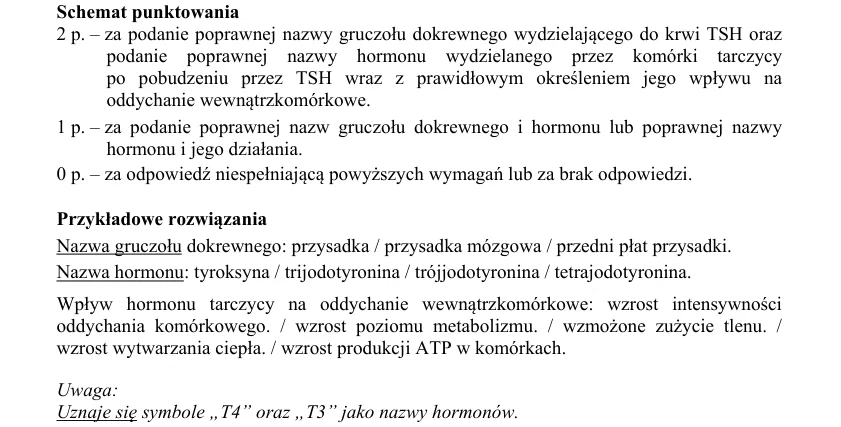 Schemat punktowania
2 p. – za podanie poprawnej nazwy gruczołu dokrewnego wydzielającego do krwi TSH oraz
podanie poprawnej nazwy hormonu wydzielanego przez komórki tarczycy
po pobudzeniu przez TSH wraz z prawidłowym określeniem jego wpływu na
oddychanie wewnątrzkomórkowe.
1 p. – za podanie poprawnej nazw gruczołu dokrewnego i hormonu lub poprawnej nazwy
hormonu i jego działania.
0 p. – za odpowiedź niespełniającą powyższych wymagań lub za brak odpowiedzi.
Przykładowe rozwiązania
Nazwa gruczołu dokrewnego: przysadka / przysadka mózgowa / przedni płat przysadki.
Nazwa hormonu: tyroksyna / trijodotyronina / trójjodotyronina / tetrajodotyronina.
Wpływ hormonu tarczycy na oddychanie wewnątrzkomórkowe: wzrost intensywności
oddychania komórkowego. / wzrost poziomu metabolizmu. / wzmożone zużycie tlenu. /
wzrost wytwarzania ciepła. / wzrost produkcji ATP w komórkach.
Uwaga:
Uznaje się symbole „T4” oraz „T3” jako nazwy hormonów.